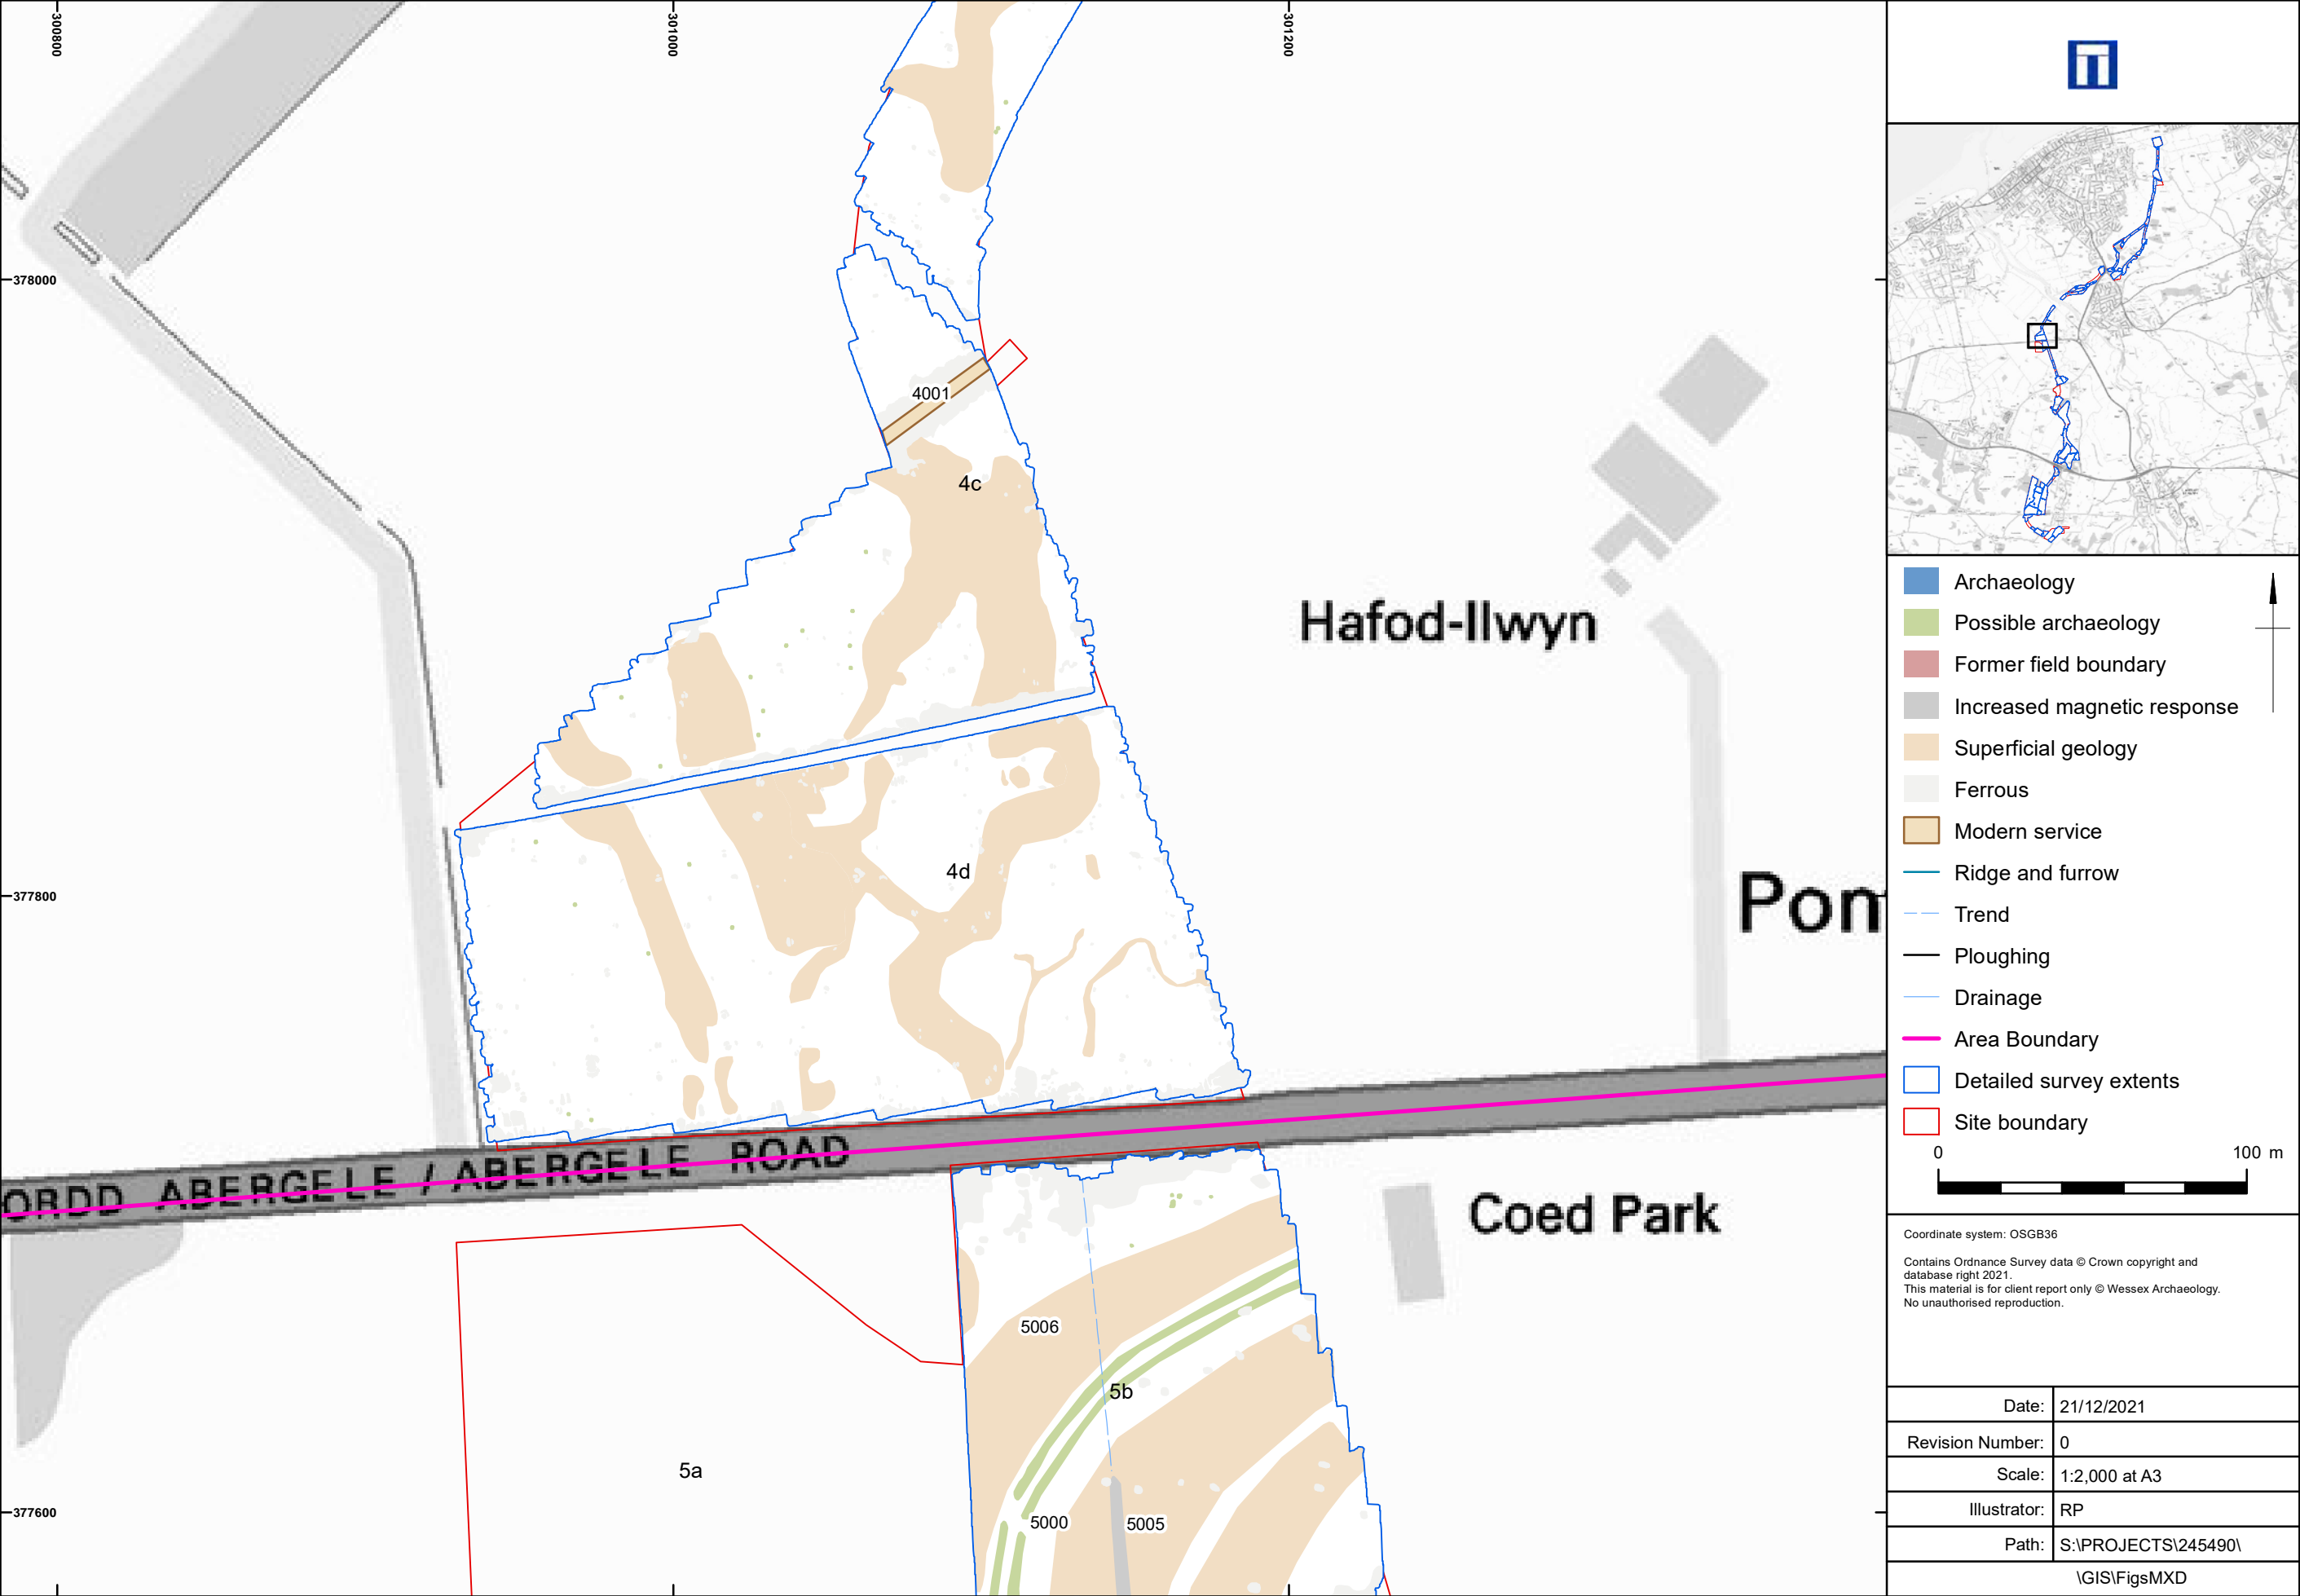 300800
301000
301200
378000
4001
4c
Hafod-llwyn
377800
4d
Pon
ORDD ABERGELE / ABERGELE ROAD
Coed Park
5006
5b
5a
377600
5000
5005
Archaeology
Possible archaeology
Former field boundary
Increased magnetic response
Superficial geology
Ferrous
Modern service
Ridge and furrow
Trend
Ploughing
Drainage
Area Boundary
Detailed survey extents
Site boundary
0 100 m
Coordinate system: OSGB36
Contains Ordnance Survey data © Crown copyright and
database right 2021.
This material is for client report only © Wessex Archaeology.
No unauthorised reproduction.
Date: 21/12/2021
Revision Number: 0
Scale: 1:2,000 at A3
Illustrator: RP
Path: S:\PROJECTS\245490\
\GIS\FigsMXD